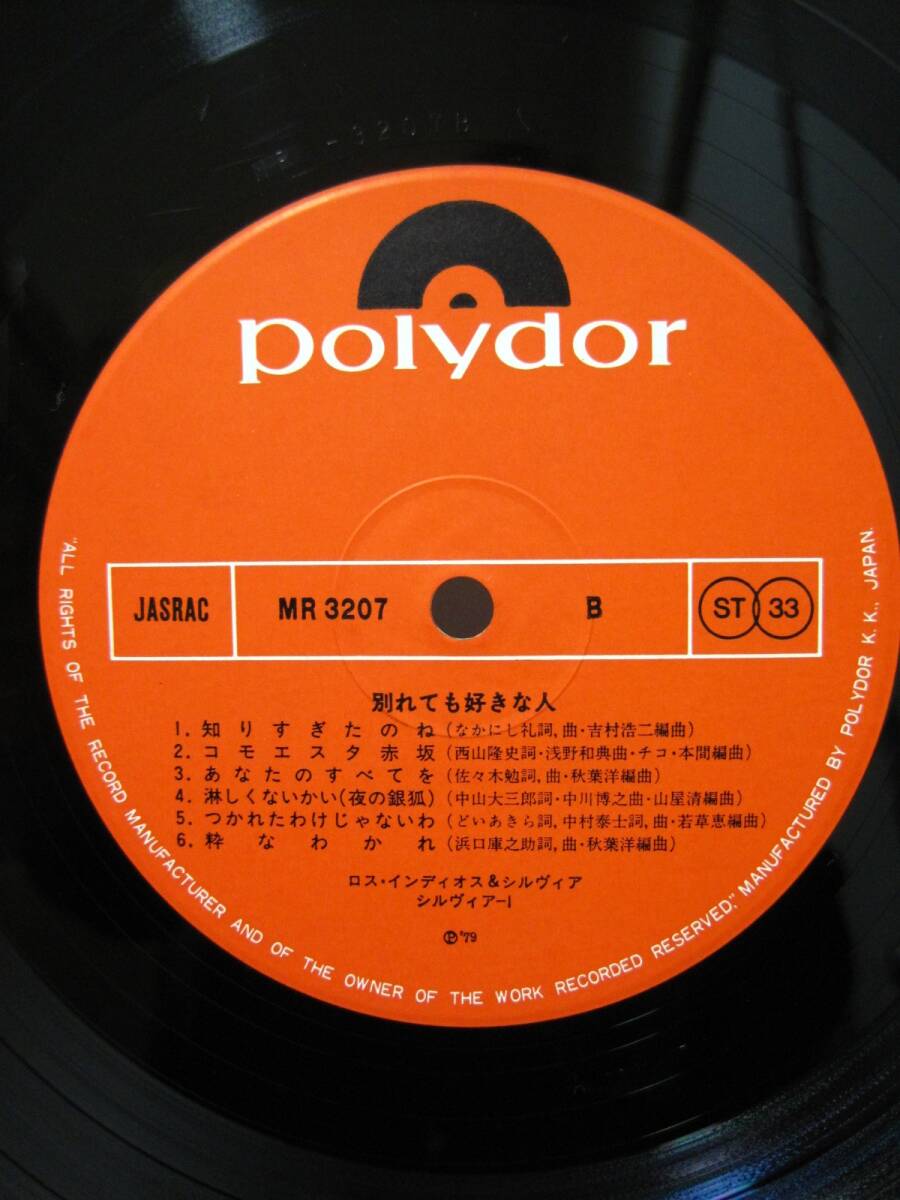 polydor
JASRAC MR 3207 B ST 33
別れても好きな人
1. 知りすぎたのね (なかにし礼詞,曲・吉村浩二編曲)
2. コモエスタ赤坂 (西山隆史詞・浅野和典曲・チコ・本間編曲)
3. あなたのすべてを (佐々木勉詞,曲・秋葉洋編曲)
4. 淋しくないかい(夜の銀狐) (中山大三郎詞・中川博之曲・山屋清編曲)
5. つかれたわけじゃないわ (どいあきら詞,中村泰士詞,曲・若草恵編曲)
6. 粋なわかれ (浜口庫之助詞,曲・秋葉洋編曲)
ロス・インディオス&シルヴィア
シルヴィア-1
Ⓟ'79
"ALL RIGHTS OF THE RECORD MANUFACTURER AND OF THE OWNER OF THE WORK RECORDED RESERVED," MANUFACTURED BY POLYDOR K.K., JAPAN.